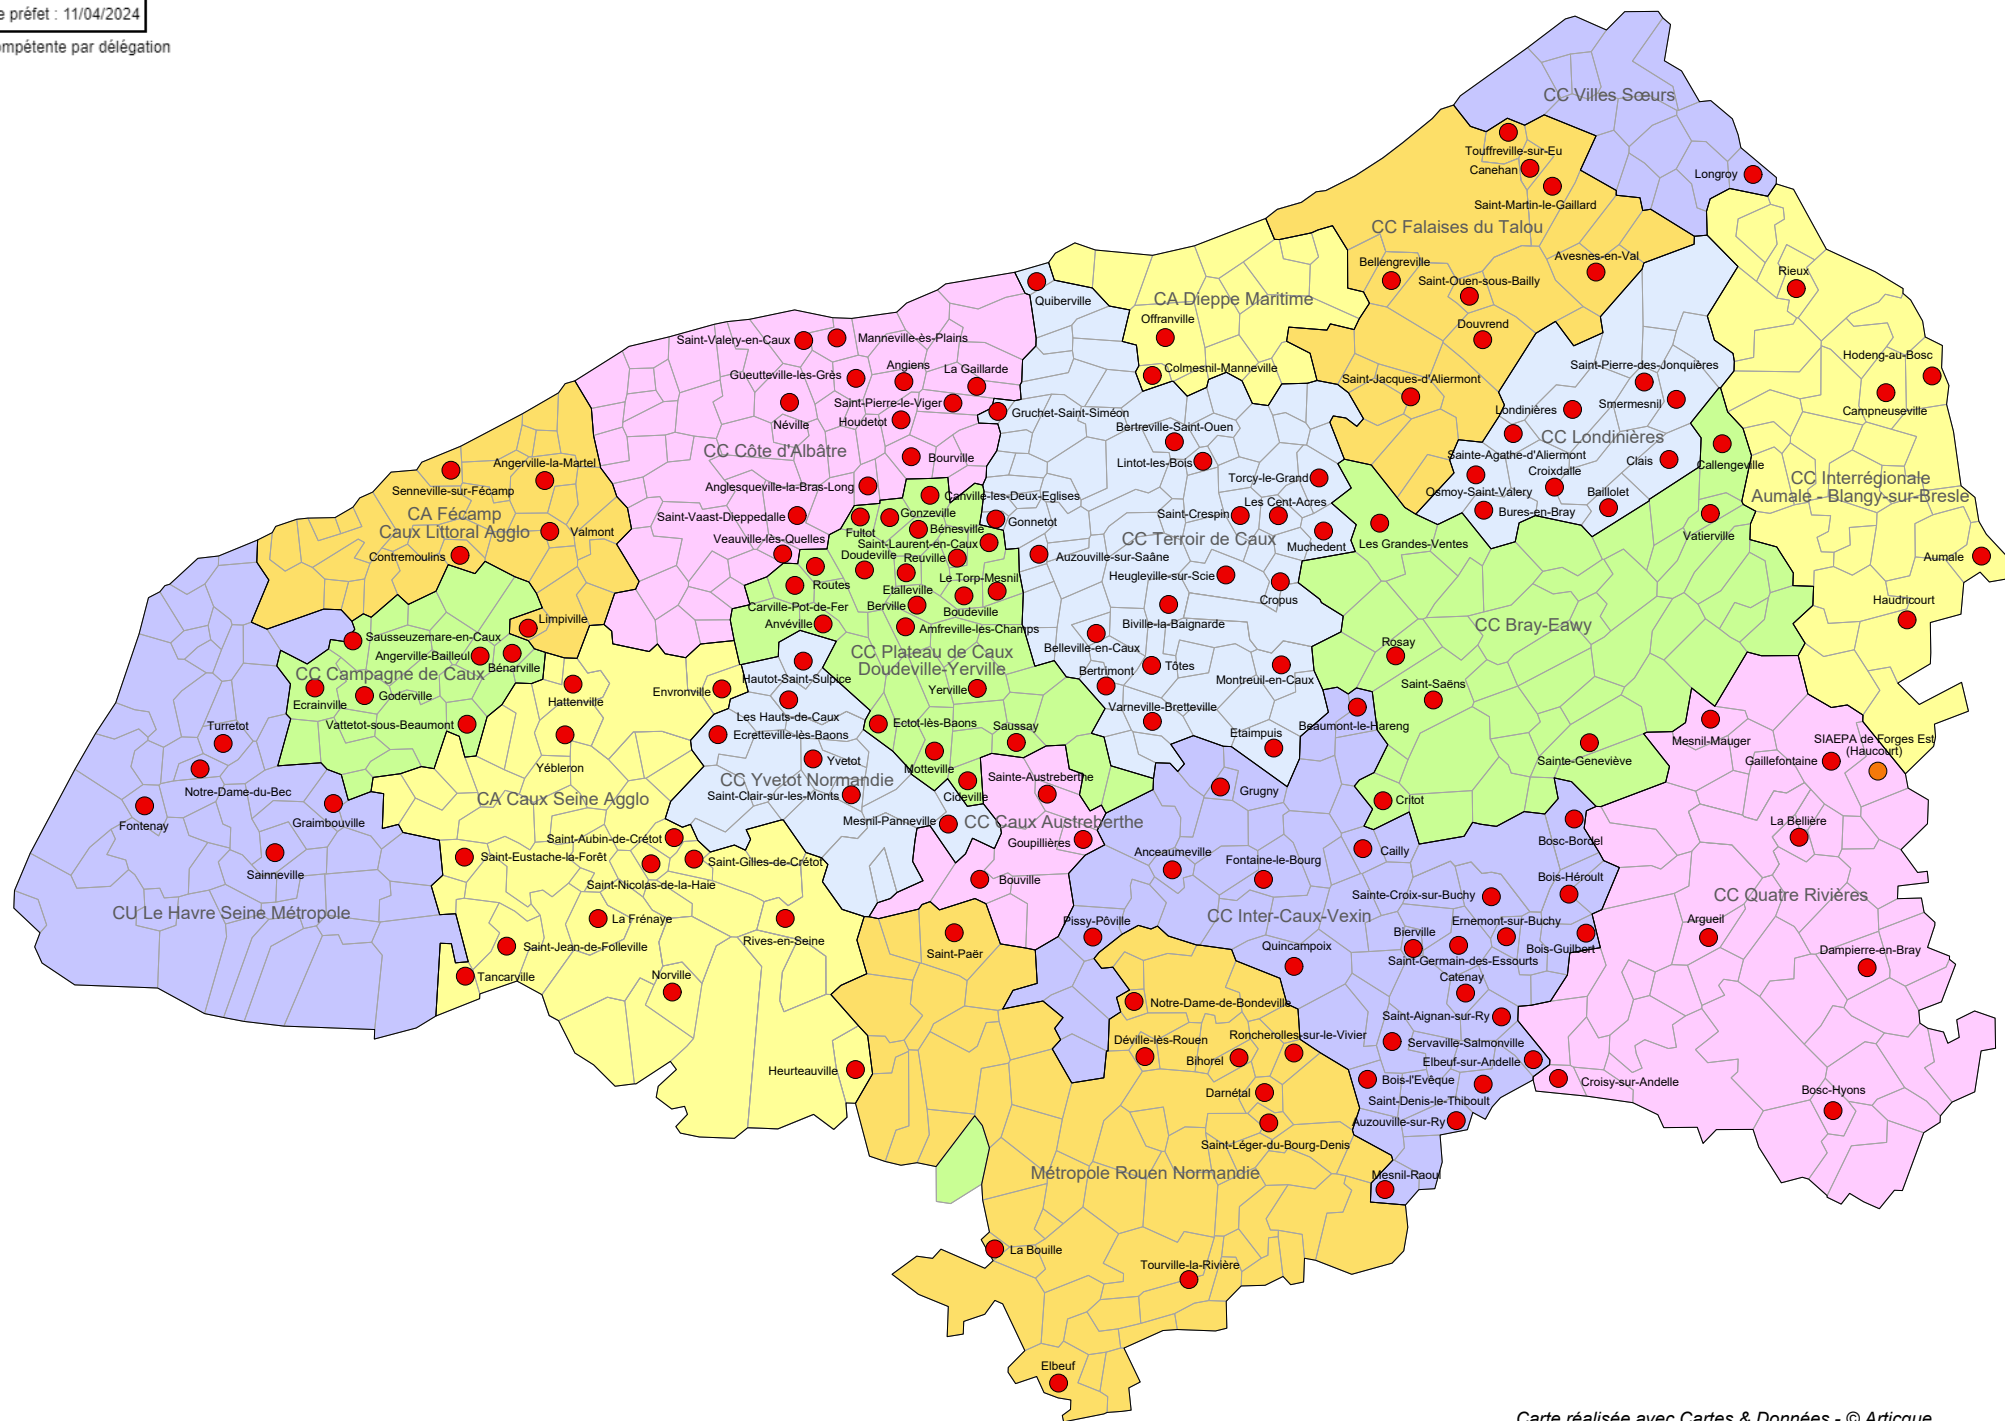 e préfet : 11/04/2024
mpétente par délégation
CC Villes Sœurs
Touffreville-sur-Eu
Canehan
Longroy
Saint-Martin-le-Gaillard
CC Falaises du Talou
Avesnes-en-Val
Bellengreville
Saint-Ouen-sous-Bailly
Rieux
Quiberville
CA Dieppe Maritime
Offranville
Douvrend
Saint-Valery-en-Caux
Manneville-ès-Plains
Hodeng-au-Bosc
Angiens
La Gaillarde
Colmesnil-Manneville
Saint-Pierre-des-Jonquières
Gueutteville-les-Grès
Saint-Jacques-d'Aliermont
Campneuseville
Saint-Pierre-le-Viger
Londinières
Smermesnil
Néville
Houdetot
Gruchet-Saint-Siméon
Bertreville-Saint-Ouen
CC Londinières
CC Côte d'Albâtre
Bourville
Lintot-les-Bois
Sainte-Agathe-d'Aliermont
Clais
Callengeville
Angerville-la-Martel
Senneville-sur-Fécamp
Croixdalle
Torcy-le-Grand
CC Interrégionale
Aumale - Blangy-sur-Bresle
Anglesqueville-la-Bras-Long
Canville-les-Deux-Eglises
Osmoy-Saint-Valery
Baillolet
CA Fécamp
Caux Littoral Agglo
Les Cent-Acres
Saint-Crespin
Bures-en-Bray
Saint-Vaast-Dieppedalle
Gonzeville
Gonnetot
Fultot
Bénesville
Valmont
Veauville-lès-Quelles
Saint-Laurent-en-Caux
CC Terroir de Caux
Muchedent
Les Grandes-Ventes
Vatierville
Contremoulins
Doudeville
Reuville
Auzouville-sur-Saâne
Aumale
Routes
Etalleville
Le Torp-Mesnil
Heugleville-sur-Scie
Cropus
Carville-Pot-de-Fer
Berville
Boudeville
Haudricourt
Limpiville
Anvéville
Amfreville-lès-Champs
Biville-la-Baignarde
CC Bray-Eawy
Sausseuzemare-en-Caux
Belleville-en-Caux
Rosay
Angerville-Bailleul
Bénarville
CC Plateau de Caux
Doudeville-Yerville
CC Campagne de Caux
Tôtes
Bertrimont
Montreuil-en-Caux
Saint-Saëns
Hautot-Saint-Sulpice
Goderville
Ecrainville
Hattenville
Envronville
Yerville
Les Hauts-de-Caux
Varneville-Bretteville
Beaumont-le-Hareng
Vattetot-sous-Beaumont
Turretot
Ecretteville-lès-Baons
Ectot-lès-Baons
Saussay
Etaimpuis
Mesnil-Mauger
SIAEPA de Forges Est
(Haucourt)
Gaillefontaine
Sainte-Geneviève
Yébleron
Yvetot
Motteville
CC Yvetot Normandie
Sainte-Austreberthe
Notre-Dame-du-Bec
CA Caux Seine Agglo
Saint-Clair-sur-les-Monts
Cideville
Grugny
Critot
Fontenay
Graimbouville
Mesnil-Panneville
CC Caux Austreberthe
La Bellière
Saint-Aubin-de-Crétot
Goupillières
Bosc-Bordel
Saint-Eustache-la-Forêt
Saint-Gilles-de-Crétot
Anceaumeville
Fontaine-le-Bourg
Cailly
Sainneville
Saint-Nicolas-de-la-Haie
Bouville
Bois-Héroult
Sainte-Croix-sur-Buchy
CC Quatre Rivières
CU Le Havre Seine Métropole
La Frénaye
CC Inter-Caux-Vexin
Ernemont-sur-Buchy
Argueil
Pissy-Pôville
Bierville
Rives-en-Seine
Saint-Jean-de-Folleville
Saint-Paër
Quincampoix
Bois-Guilbert
Dampierre-en-Bray
Saint-Germain-des-Essourts
Tancarville
Norville
Catenay
Notre-Dame-de-Bondeville
Saint-Aignan-sur-Ry
Roncherolles-sur-le-Vivier
Déville-lès-Rouen
Servaville-Salmonville
Bihorel
Elbeuf-sur-Andelle
Heurteauville
Bois-l'Evêque
Croisy-sur-Andelle
Darnétal
Saint-Denis-le-Thiboult
Bosc-Hyons
Auzouville-sur-Ry
Saint-Léger-du-Bourg-Denis
Métropole Rouen Normandie
Mesnil-Raoul
La Bouille
Tourville-la-Rivière
Elbeuf
Carte réalisée avec Cartes & Données - © Articque